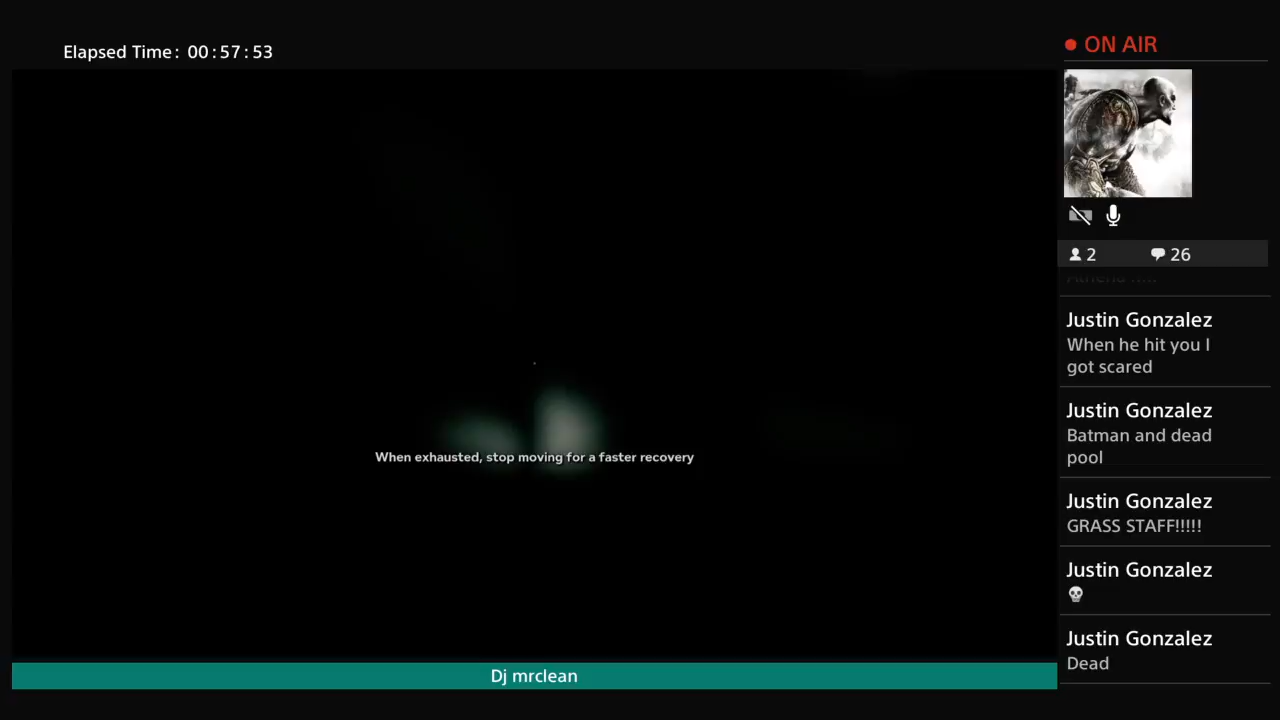 Elapsed Time: 00:57:53
ON AIR
2
26
Justin Gonzalez
When he hit you I
got scared
Justin Gonzalez
Batman and dead
pool
Justin Gonzalez
GRASS STAFF!!!!!
Justin Gonzalez
💀
Justin Gonzalez
Dead
When exhausted, stop moving for a faster recovery
Dj mrclean